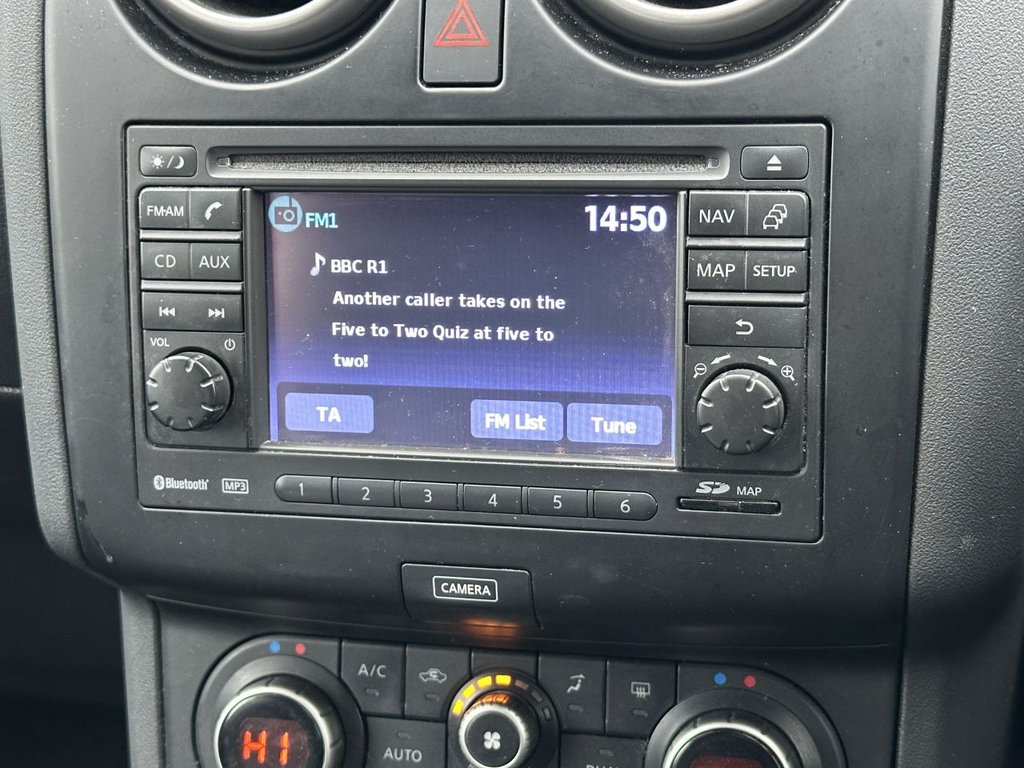 FM1
14:50
BBC R1
Another caller takes on the
Five to Two Quiz at five to
two!
TA
FM List
Tune
FM•AM
CD
AUX
VOL
NAV
MAP
SETUP
Bluetooth
MP3
1
2
3
4
5
6
SD
MAP
CAMERA
A/C
HI
AUTO